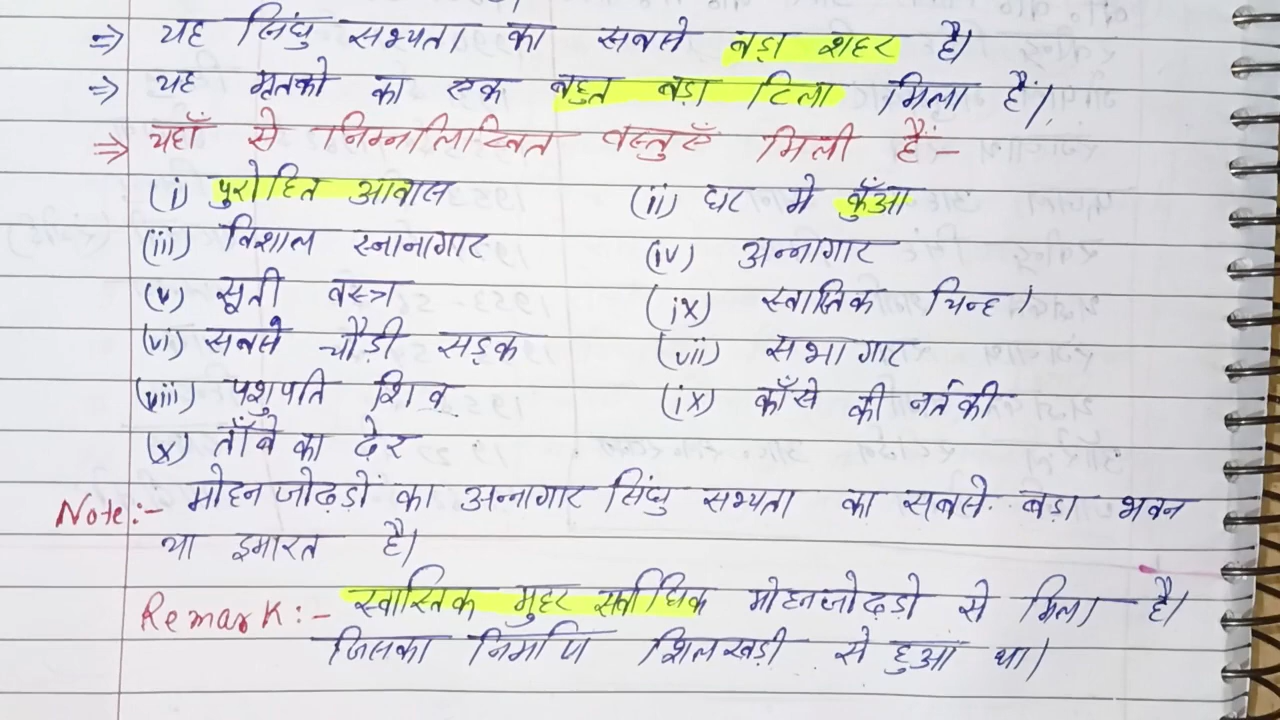 ⇒ यह सिंधु सभ्यता का सबसे बड़ा शहर है।
⇒ यह मृतकों का एक बहुत बड़ा टिला मिला है।
⇒ यहाँ से निम्नलिखित वस्तुएँ मिली हैं-
(i) पुरोहित आवास (ii) घर मे कुँआ
(iii) विशाल स्नानागार (iv) अन्नागार
(v) सूती वस्त्र (ix) स्वास्तिक चिन्ह।
(vi) सबसे चौड़ी सड़क (vii) सभागार
(viii) पशुपति शिव (ix) काँसे की नर्तकी
(x) ताँबे का ढेर
Note:- मोहनजोदड़ो का अन्नागार सिंधु सभ्यता का सबसे बड़ा भवन
या इमारत है।
Remark:- स्वास्तिक मुहर सर्वाधिक मोहनजोदड़ो से मिला है।
जिसका निर्माण शिलखड़ी से हुआ था।